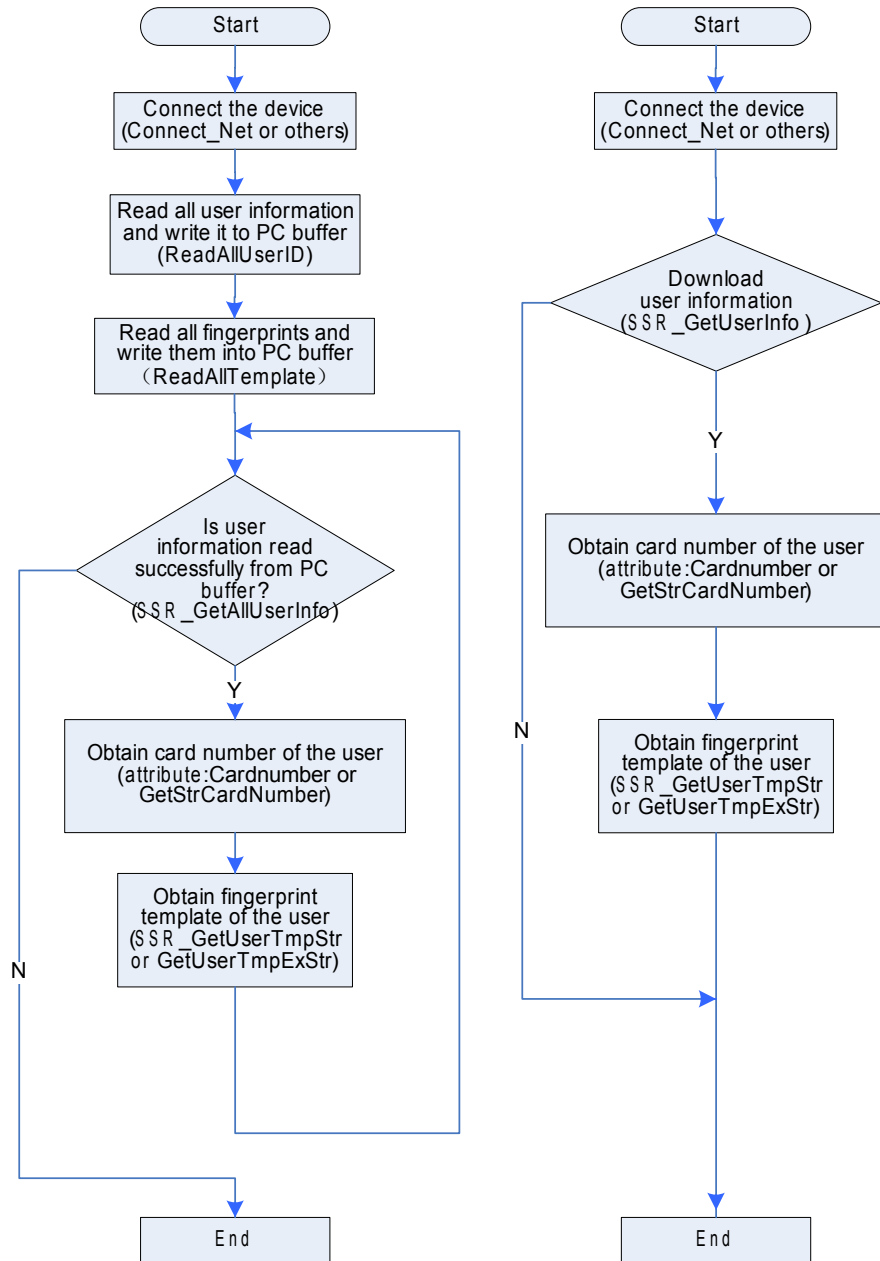 Start
Connect the device
(Connect_Net or others)
Read all user information
and write it to PC buffer
(ReadAllUserID)
Read all fingerprints and
write them into PC buffer
（ReadAllTemplate）
Is user
information read
successfully from PC
buffer?
(SSR_GetAllUserInfo)
Y
Obtain card number of the user
(attribute:Cardnumber or
GetStrCardNumber)
Obtain fingerprint
template of the user
(SSR_GetUserTmpStr
or GetUserTmpExStr)
N
End
Start
Connect the device
(Connect_Net or others)
Download
user information
(SSR_GetUserInfo)
Y
Obtain card number of the user
(attribute:Cardnumber or
GetStrCardNumber)
N
Obtain fingerprint
template of the user
(SSR_GetUserTmpStr
or GetUserTmpExStr)
End